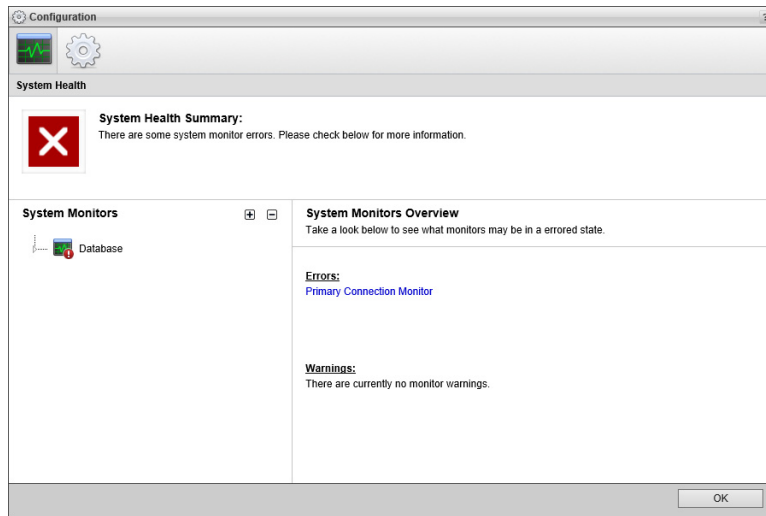 Configuration
System Health
System Health Summary:
There are some system monitor errors. Please check below for more information.
System Monitors
Database
System Monitors Overview
Take a look below to see what monitors may be in a errored state.
Errors:
Primary Connection Monitor
Warnings:
There are currently no monitor warnings.
OK